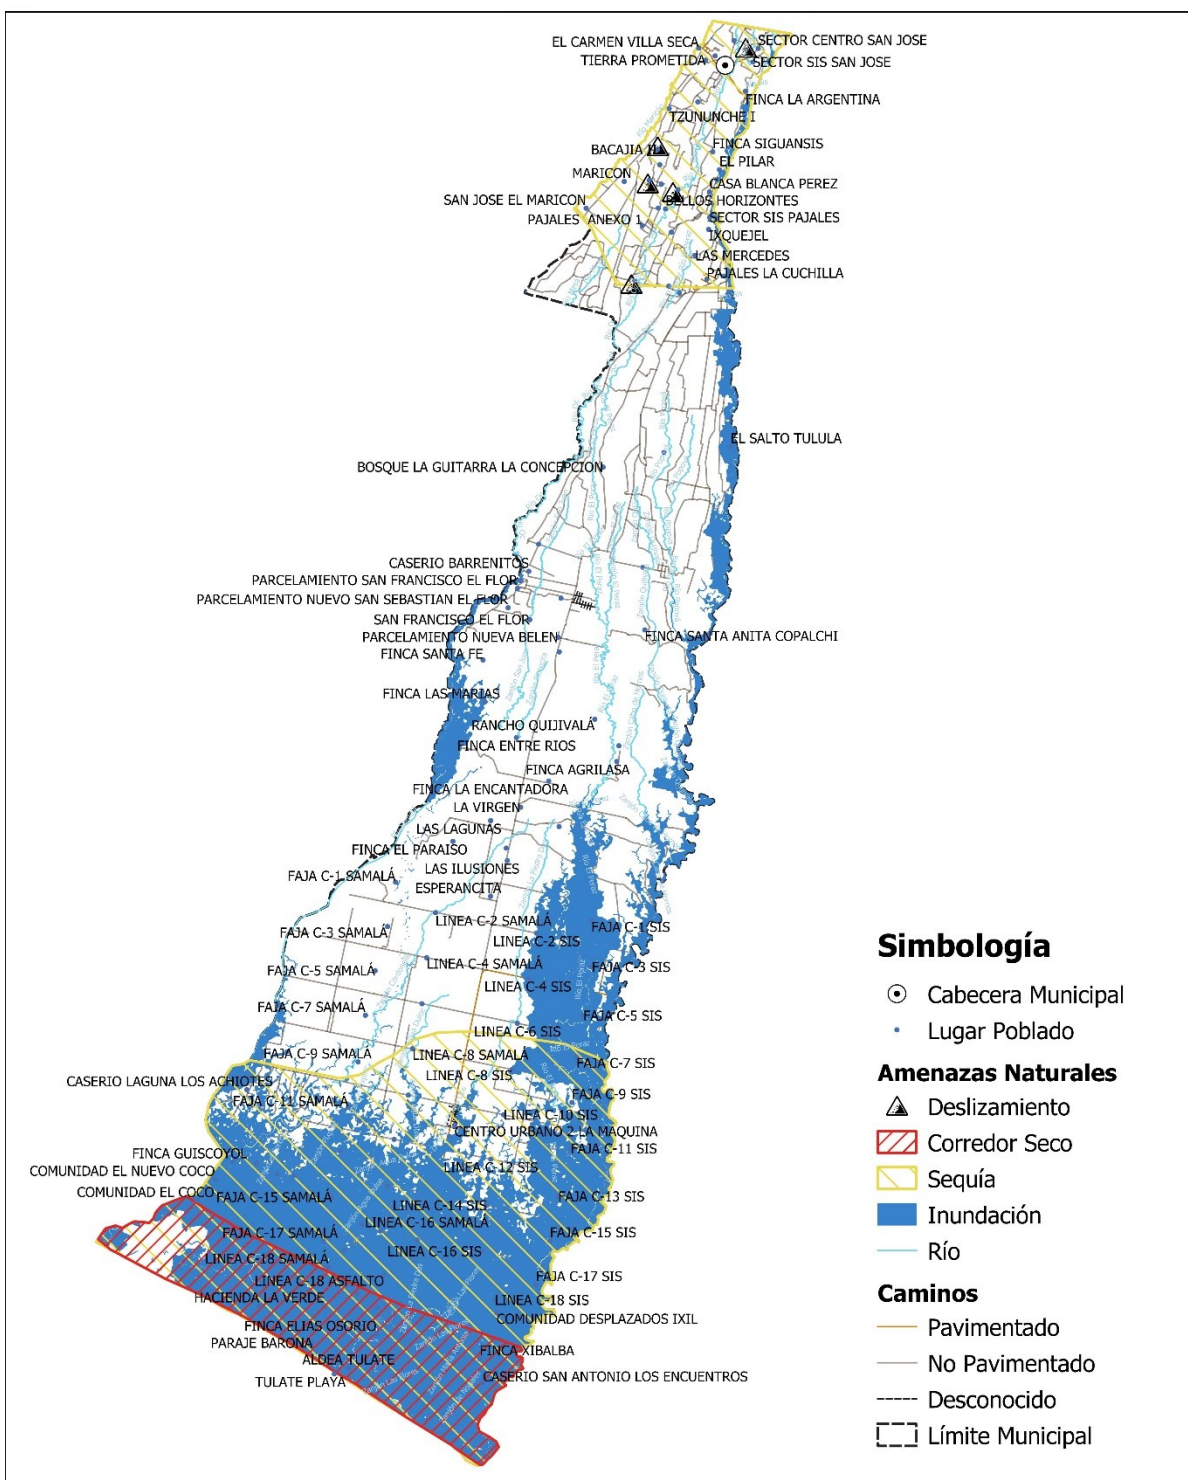 EL CARMEN VILLA SECA
SECTOR CENTRO SAN JOSE
TIERRA PROMETIDA
SECTOR SIS SAN JOSE
FINCA LA ARGENTINA
TZUNUNCHE I
BACAJIA
FINCA SIGUANSIS
EL PILAR
MARICON
CASA BLANCA PEREZ
SAN JOSE EL MARICON
BELLOS HORIZONTES
PAJALES ANEXO 1
SECTOR SIS PAJALES
IXQUEJEL
LAS MERCEDES
PAJALES LA CUCHILLA
EL SALTO TULULA
BOSQUE LA GUITARRA LA CONCEPCION
CASERIO BARRENITOS
PARCELAMIENTO SAN FRANCISCO EL FLOR
PARCELAMIENTO NUEVO SAN SEBASTIAN EL FLOR
SAN FRANCISCO EL FLOR
PARCELAMIENTO NUEVA BELEN
FINCA SANTA ANITA COPALCHI
FINCA SANTA FE
FINCA LAS MARIAS
RANCHO QUIJIVALÁ
FINCA ENTRE RIOS
FINCA AGRILASA
FINCA LA ENCANTADORA
LA VIRGEN
LAS LAGUNAS
FINCA EL PARAISO
LAS ILUSIONES
FAJA C-1 SAMALÁ
ESPERANCITA
LINEA C-2 SAMALÁ
FAJA C-1 SIS
FAJA C-3 SAMALÁ
LINEA C-2 SIS
LINEA C-4 SAMALÁ
FAJA C-3 SIS
FAJA C-5 SAMALÁ
LINEA C-4 SIS
FAJA C-7 SAMALÁ
FAJA C-5 SIS
LINEA C-6 SIS
FAJA C-9 SAMALÁ
LINEA C-8 SAMALÁ
FAJA C-7 SIS
CASERIO LAGUNA LOS ACHIOTES
LINEA C-8 SIS
FAJA C-9 SIS
FAJA C-11 SAMALÁ
LINEA C-10 SIS
CENTRO URBANO 2 LA MAQUINA
FAJA C-11 SIS
FINCA GUISCOYOL
LINEA C-12 SIS
COMUNIDAD EL NUEVO COCO
COMUNIDAD EL COCO
FAJA C-15 SAMALÁ
FAJA C-13 SIS
LINEA C-14 SIS
LINEA C-16 SAMALA
FAJA C-17 SAMALÁ
FAJA C-15 SIS
LINEA C-16 SIS
LINEA C-18 SAMALÁ
LINEA C-18 ASFALTO
FAJA C-17 SIS
HACIENDA LA VERDE
LINEA C-18 SIS
COMUNIDAD DESPLAZADOS IXIL
FINCA ELIAS OSORIO
PARAJE BARONA
FINCA XIBALBA
ALDEA TULATE
TULATE PLAYA
CASERIO SAN ANTONIO LOS ENCUENTROS
Simbología
Cabecera Municipal
Lugar Poblado
Amenazas Naturales
Deslizamiento
Corredor Seco
Sequía
Inundación
Río
Caminos
Pavimentado
No Pavimentado
Desconocido
Límite Municipal